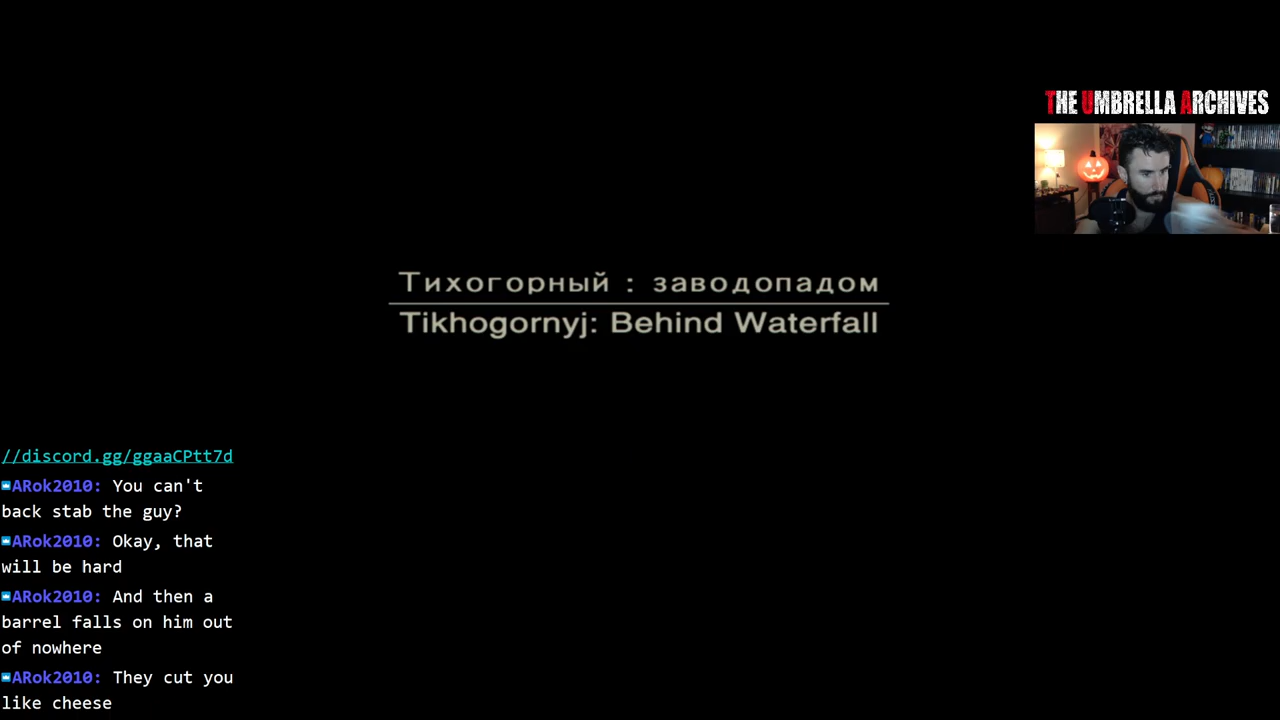 THE UMBRELLA ARCHIVES
Тихогорный : заводопадом
Tikhogornyj: Behind Waterfall
//discord.gg/ggaaCPtt7d
ARok2010: You can't
back stab the guy?
ARok2010: Okay, that
will be hard
ARok2010: And then a
barrel falls on him out
of nowhere
ARok2010: They cut you
like cheese